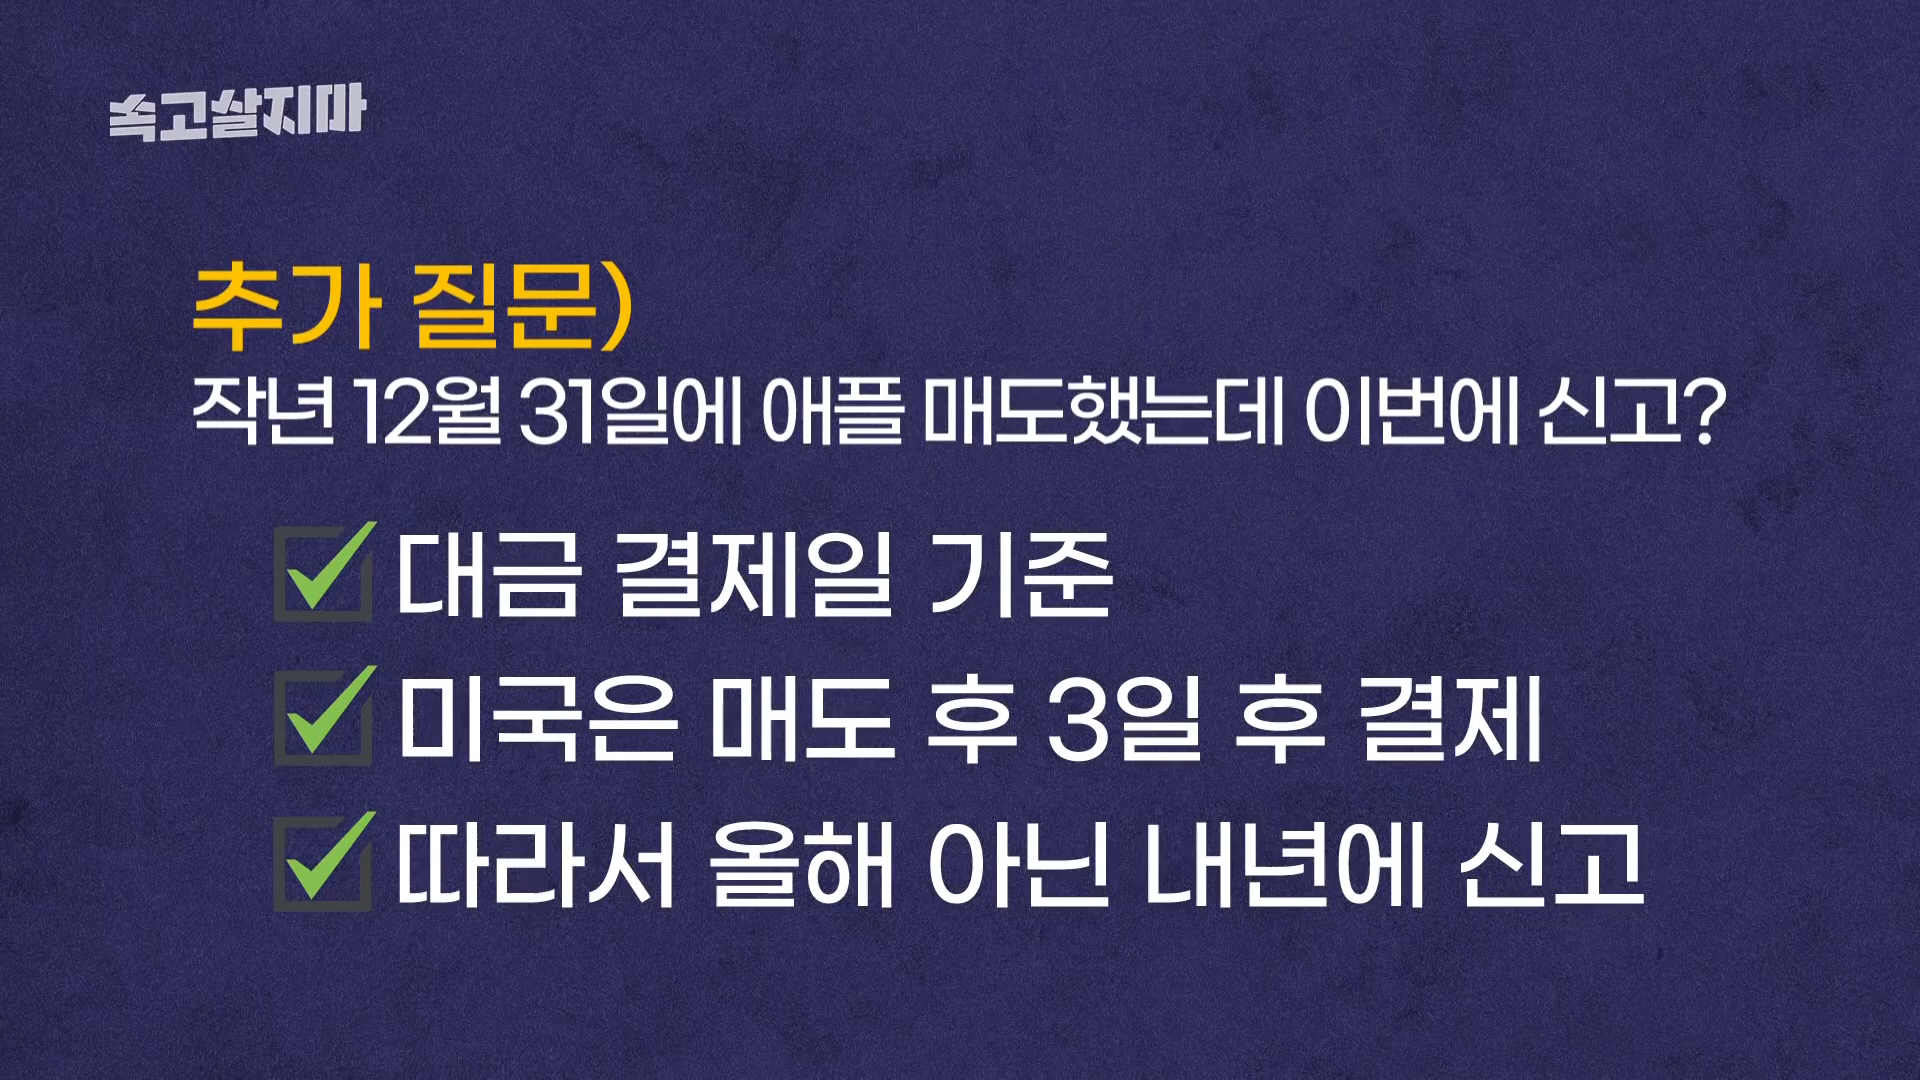 속고살지마
추가 질문)
작년 12월 31일에 애플 매도했는데 이번에 신고?
대금 결제일 기준
미국은 매도 후 3일 후 결제
따라서 올해 아닌 내년에 신고